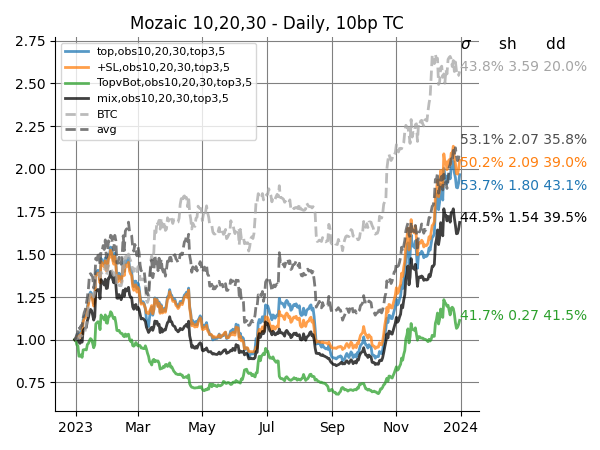 Mozaic 10,20,30 - Daily, 10bp TC
σ sh dd
2.75
2.50
2.25
2.00
1.75
1.50
1.25
1.00
0.75
top,obs10,20,30,top3,5
+SL,obs10,20,30,top3,5
TopvBot,obs10,20,30,top3,5
mix,obs10,20,30,top3,5
BTC
avg
43.8% 3.59 20.0%
53.1% 2.07 35.8%
50.2% 2.09 39.0%
53.7% 1.80 43.1%
44.5% 1.54 39.5%
41.7% 0.27 41.5%
2023 Mar May Jul Sep Nov 2024